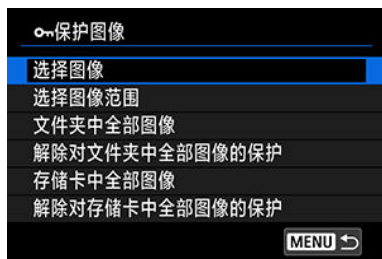 保护图像
选择图像
选择图像范围
文件夹中全部图像
解除对文件夹中全部图像的保护
存储卡中全部图像
解除对存储卡中全部图像的保护
MENU